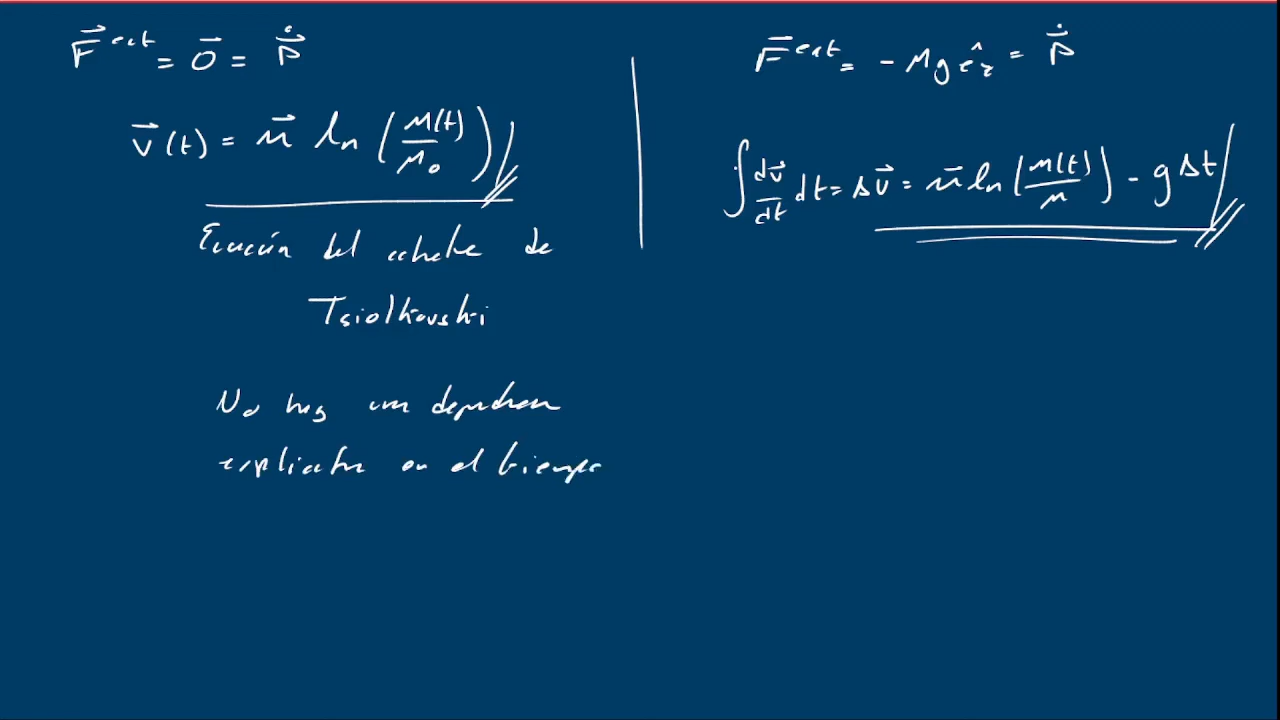 F⃗ᵉˣᵗ = 0⃗ = P⃗̇
v⃗(t) = u⃗ ln (M(t)/M₀)
Ecuación del cohete de
Tsiolkovski
No hay una dependencia
explicita en el tiempo
F⃗ᵉˣᵗ = - Mg ê_z = P⃗̇
∫ dv⃗/dt dt = Δv⃗ = u⃗ ln (M(t)/M) - gΔt